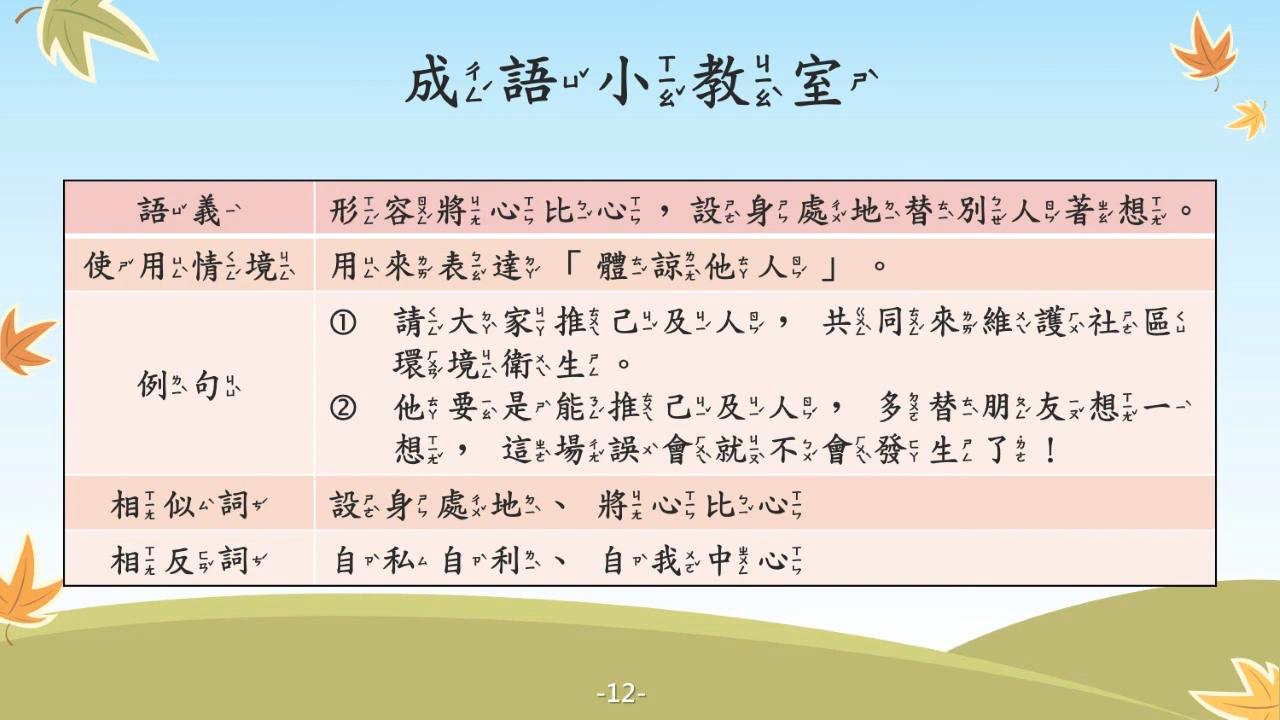 成語小教室
語義 形容將心比心，設身處地替別人著想。
使用情境 用來表達「體諒他人」。
例句
① 請大家推己及人，共同來維護社區
環境衛生。
② 他要是能推己及人，多替朋友想一
想，這場誤會就不會發生了！
相似詞 設身處地、將心比心
相反詞 自私自利、自我中心
-12-